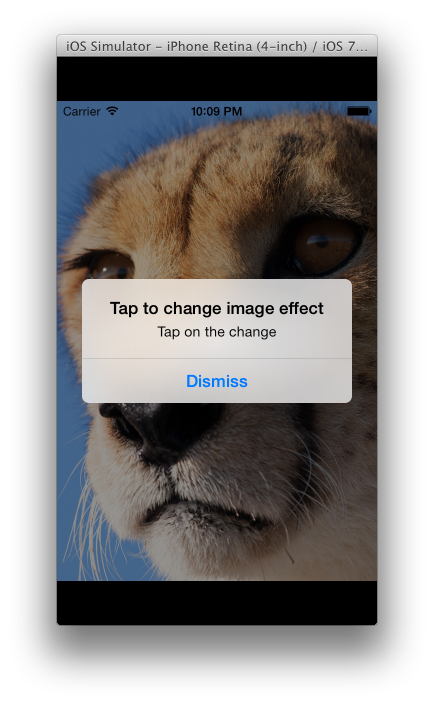 iOS Simulator – iPhone Retina (4-inch) / iOS 7...
Carrier 10:09 PM
Tap to change image effect
Tap on the change
Dismiss